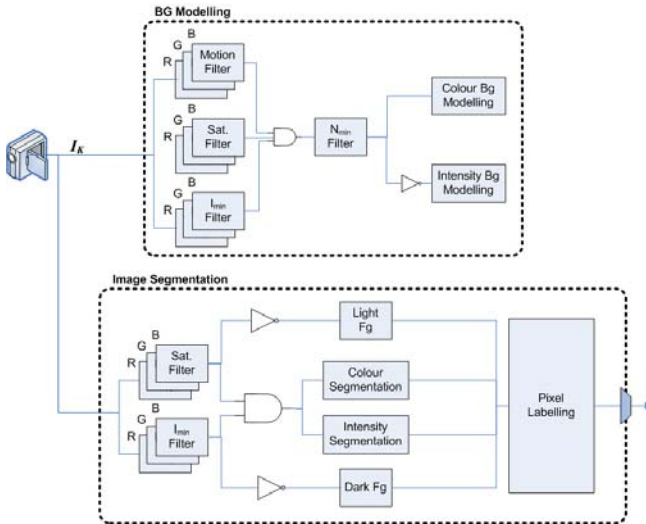 BG Modelling
R G B
Motion
Filter
R G B
Sat.
Filter
R G B
Imin
Filter
IK
Nmin
Filter
Colour Bg
Modelling
Intensity Bg
Modelling
Image Segmentation
R G B
Sat.
Filter
R G B
Imin
Filter
Light
Fg
Colour
Segmentation
Intensity
Segmentation
Dark Fg
Pixel
Labelling